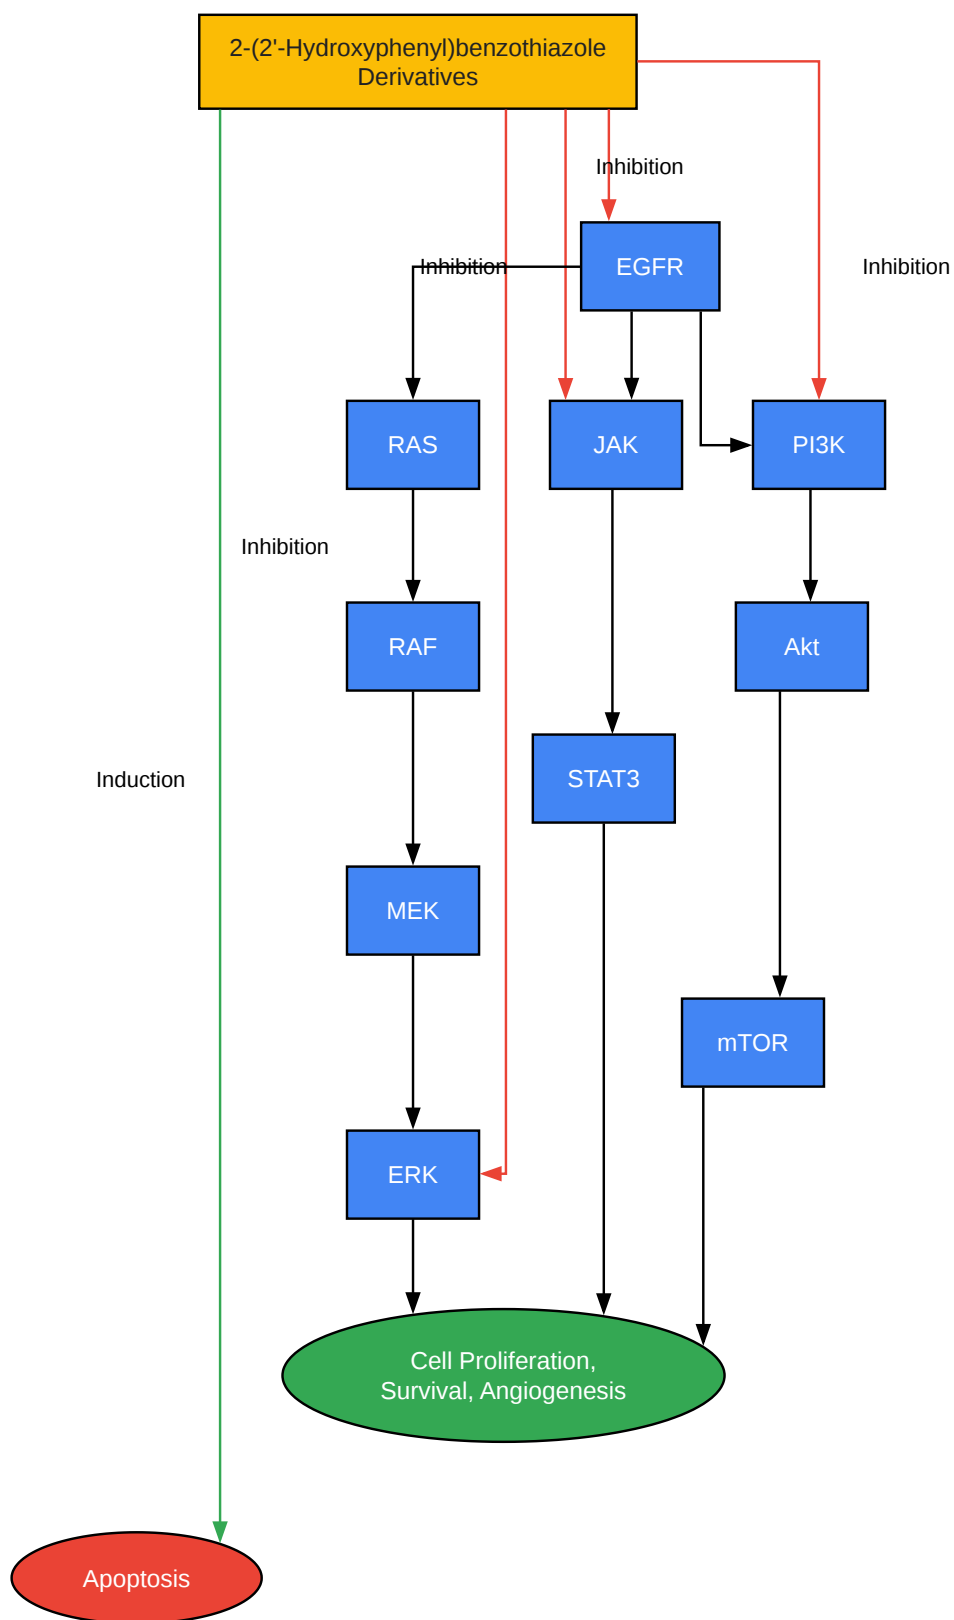 2-(2'-Hydroxyphenyl)benzothiazole
Derivatives
Inhibition
Inhibition
EGFR
Inhibition
RAS
JAK
PI3K
Inhibition
RAF
Akt
Induction
STAT3
MEK
mTOR
ERK
Cell Proliferation,
Survival, Angiogenesis
Apoptosis